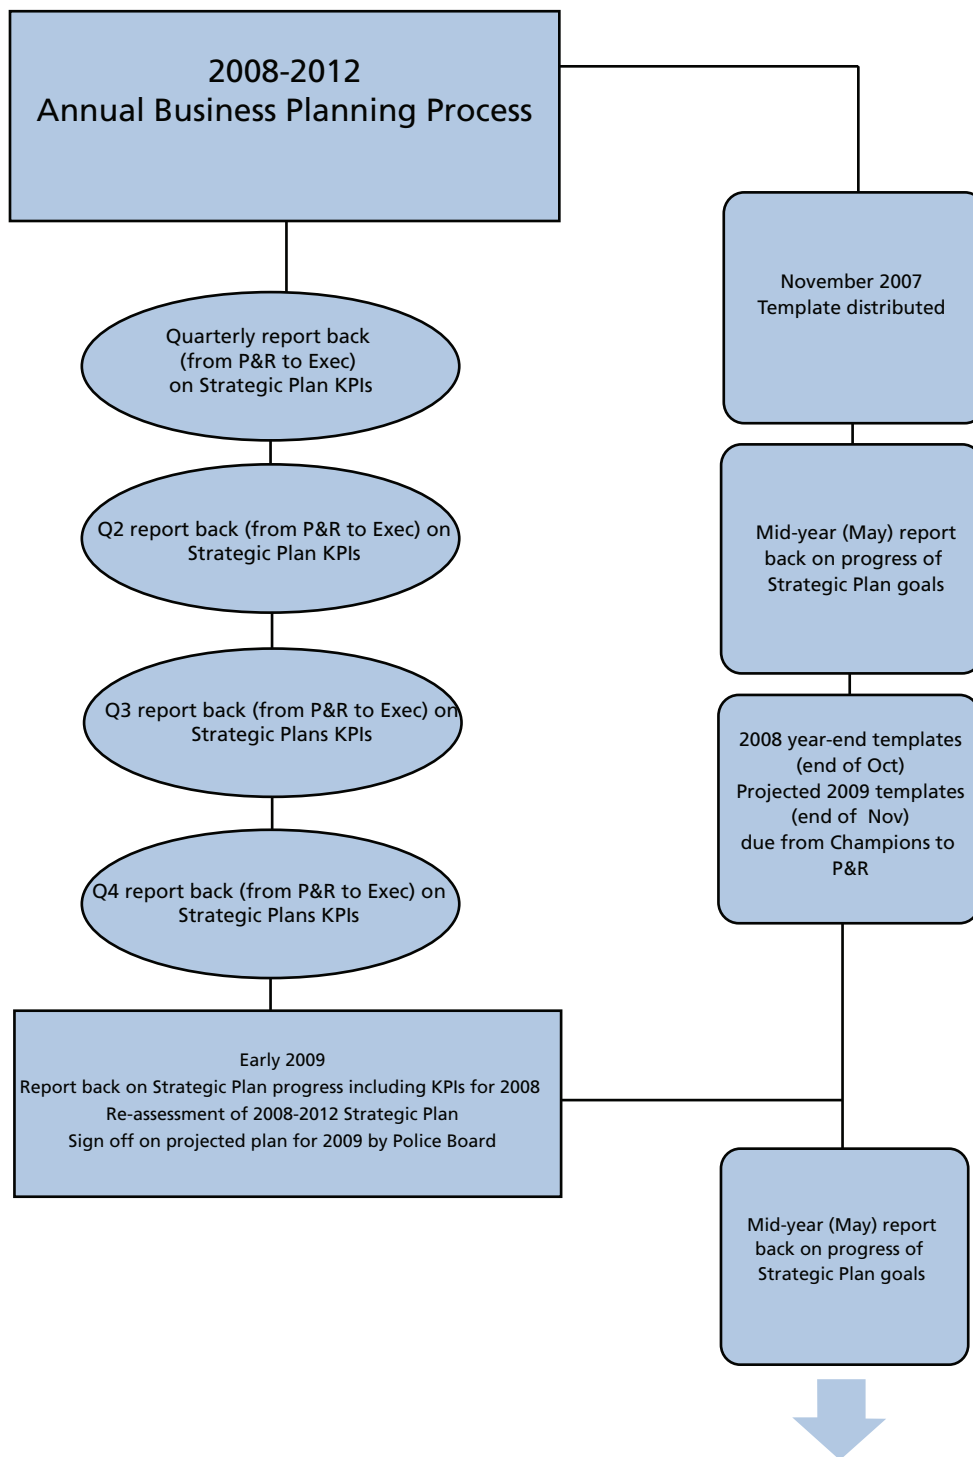 2008-2012
Annual Business Planning Process
Quarterly report back
(from P&R to Exec)
on Strategic Plan KPIs
Q2 report back (from P&R to Exec) on
Strategic Plan KPIs
Q3 report back (from P&R to Exec) on
Strategic Plans KPIs
Q4 report back (from P&R to Exec) on
Strategic Plans KPIs
Early 2009
Report back on Strategic Plan progress including KPIs for 2008
Re-assessment of 2008-2012 Strategic Plan
Sign off on projected plan for 2009 by Police Board
November 2007
Template distributed
Mid-year (May) report
back on progress of
Strategic Plan goals
2008 year-end templates
(end of Oct)
Projected 2009 templates
(end of Nov)
due from Champions to
P&R
Mid-year (May) report
back on progress of
Strategic Plan goals